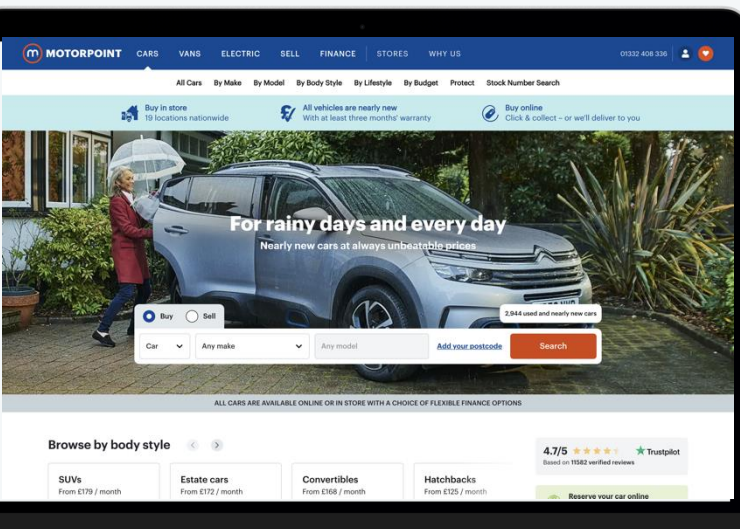 MOTORPOINT CARS VANS ELECTRIC SELL FINANCE STORES WHY US 01332 408 336
All Cars By Make By Model By Body Style By Lifestyle By Budget Protect Stock Number Search
Buy in store
19 locations nationwide
All vehicles are nearly new
With at least three months' warranty
Buy online
Click & collect – or we'll deliver to you
For rainy days and every day
Nearly new cars at always unbeatable prices
Buy Sell
2,944 used and nearly new cars
Car Any make Any model Add your postcode Search
ALL CARS ARE AVAILABLE ONLINE OR IN STORE WITH A CHOICE OF FLEXIBLE FINANCE OPTIONS
Browse by body style
4.7/5 Trustpilot
Based on 11582 verified reviews
SUVs
From £179 / month
Estate cars
From £172 / month
Convertibles
From £168 / month
Hatchbacks
From £125 / month
Reserve your car online